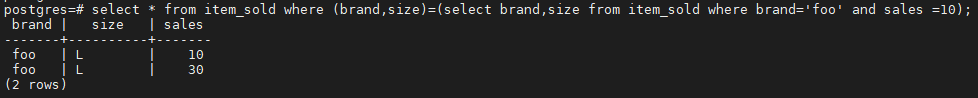 postgres=# select * from item_sold where (brand,size)=(select brand,size from item_sold where brand='foo' and sales =10);
 brand |    size    | sales
-------+------------+-------
 foo   | L          |    10
 foo   | L          |    30
(2 rows)